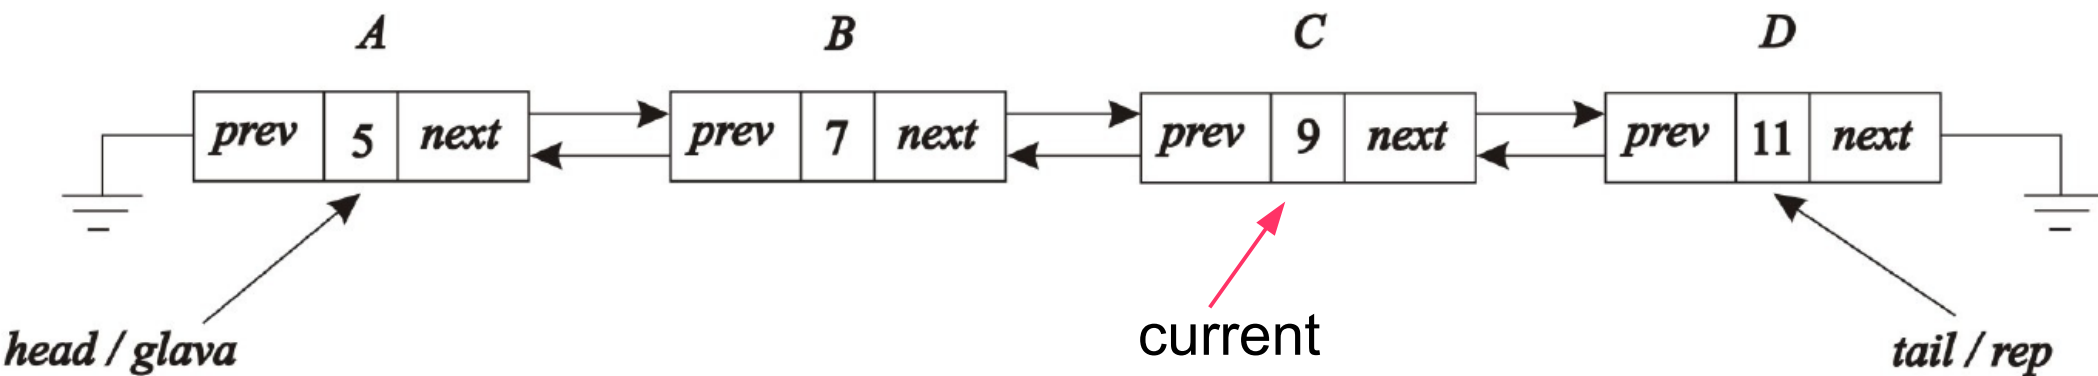 A B C D
prev 5 next prev 7 next prev 9 next prev 11 next
head / glava current tail / rep